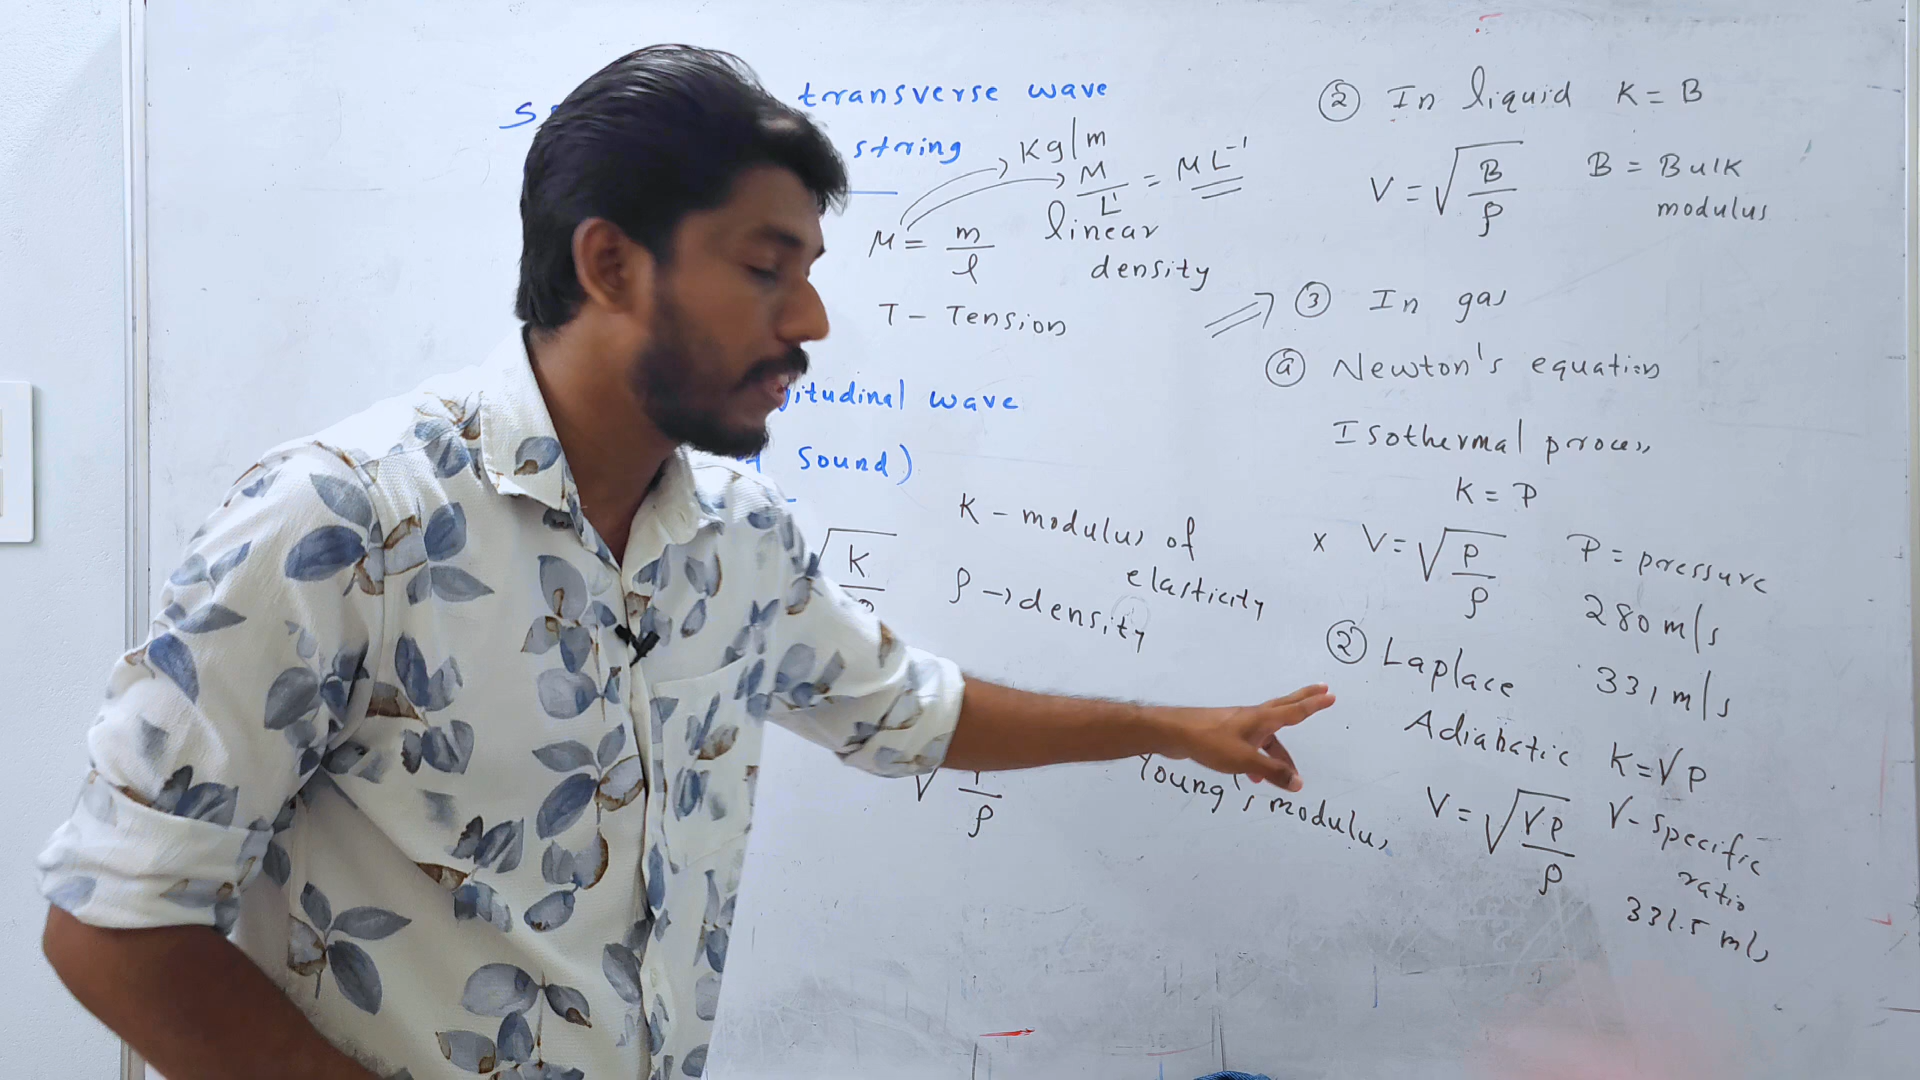 transverse wave
string
Kg/m
M/L = ML⁻¹
μ = m/l
linear
density
T - Tension
gitudinal wave
Sound)
√K
K - modulus of
elasticity
ρ → density
√ /ρ
Young's modulus
② In liquid K = B
V = √B/ρ
B = Bulk
modulus
③ In gas
ⓐ Newton's equation
Isothermal process
K = P
x V = √P/ρ
P = pressure
280 m/s
② Laplace 331 m/s
Adiabatic K = γP
V = √γP/ρ
γ - specific
ratio
331.5 m/s